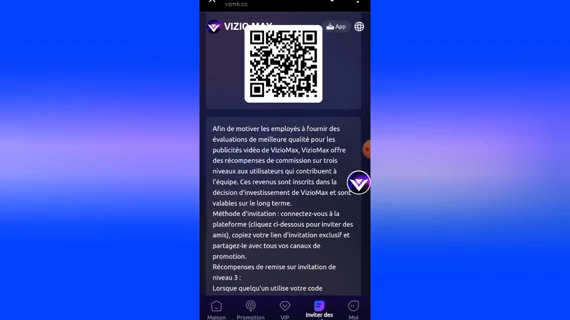 vzm6.cc
VIZIO MAX
App
Afin de motiver les employés à fournir des
évaluations de meilleure qualité pour les
publicités vidéo de VizioMax, VizioMax offre
des récompenses de commission sur trois
niveaux aux utilisateurs qui contribuent à
l'équipe. Ces revenus sont inscrits dans la
décision d'investissement de VizioMax et sont
valables sur le long terme.
Méthode d'invitation : connectez-vous à la
plateforme (cliquez ci-dessous pour inviter des
amis), copiez votre lien d'invitation exclusif et
partagez-le avec tous vos canaux de
promotion.
Récompenses de remise sur invitation de
niveau 3 :
Lorsque quelqu'un utilise votre code
Maison
Promotion
VIP
Inviter des
Moi